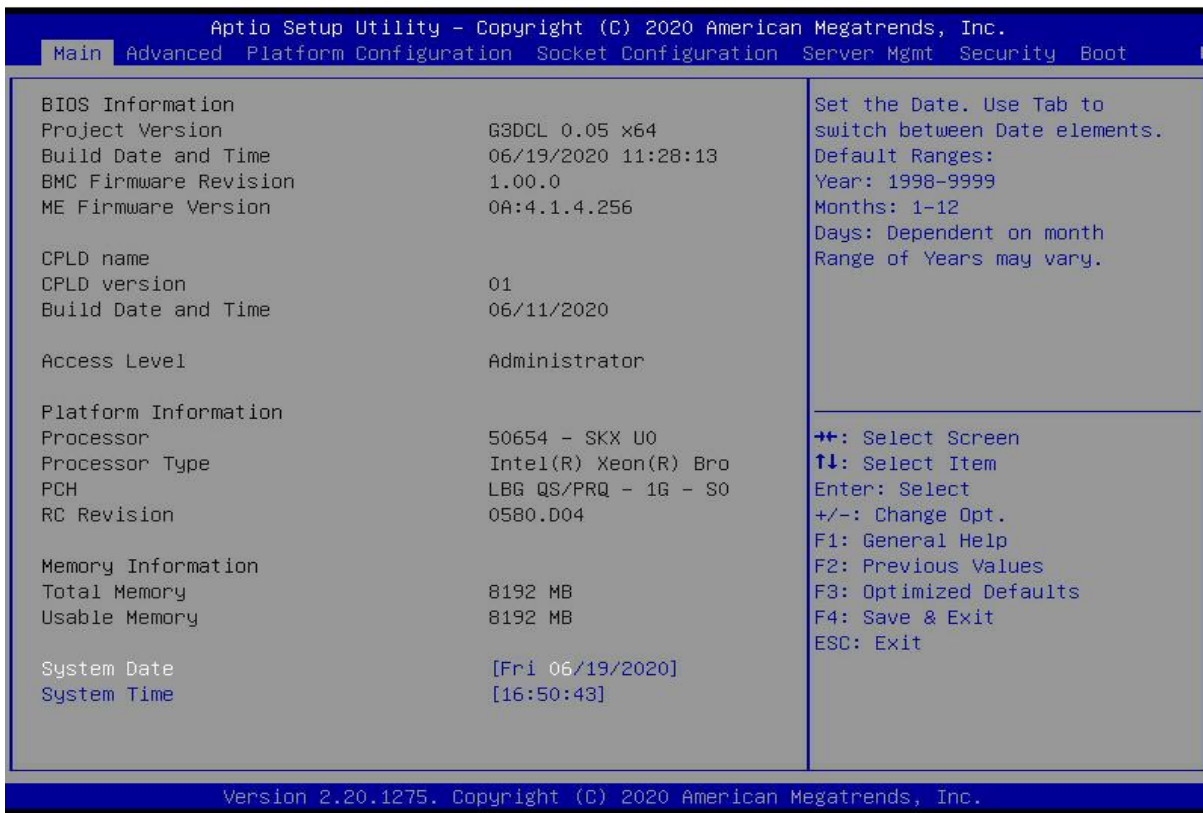 Aptio Setup Utility – Copyright (C) 2020 American Megatrends, Inc.
Main Advanced Platform Configuration Socket Configuration Server Mgmt Security Boot
BIOS Information
Project Version G3DCL 0.05 x64
Build Date and Time 06/19/2020 11:28:13
BMC Firmware Revision 1.00.0
ME Firmware Version 0A:4.1.4.256
CPLD name
CPLD version 01
Build Date and Time 06/11/2020
Access Level Administrator
Platform Information
Processor 50654 – SKX U0
Processor Type Intel(R) Xeon(R) Bro
PCH LBG QS/PRQ – 1G – S0
RC Revision 0580.D04
Memory Information
Total Memory 8192 MB
Usable Memory 8192 MB
System Date [Fri 06/19/2020]
System Time [16:50:43]
Set the Date. Use Tab to
switch between Date elements.
Default Ranges:
Year: 1998–9999
Months: 1–12
Days: Dependent on month
Range of Years may vary.
→←: Select Screen
↑↓: Select Item
Enter: Select
+/–: Change Opt.
F1: General Help
F2: Previous Values
F3: Optimized Defaults
F4: Save & Exit
ESC: Exit
Version 2.20.1275. Copyright (C) 2020 American Megatrends, Inc.